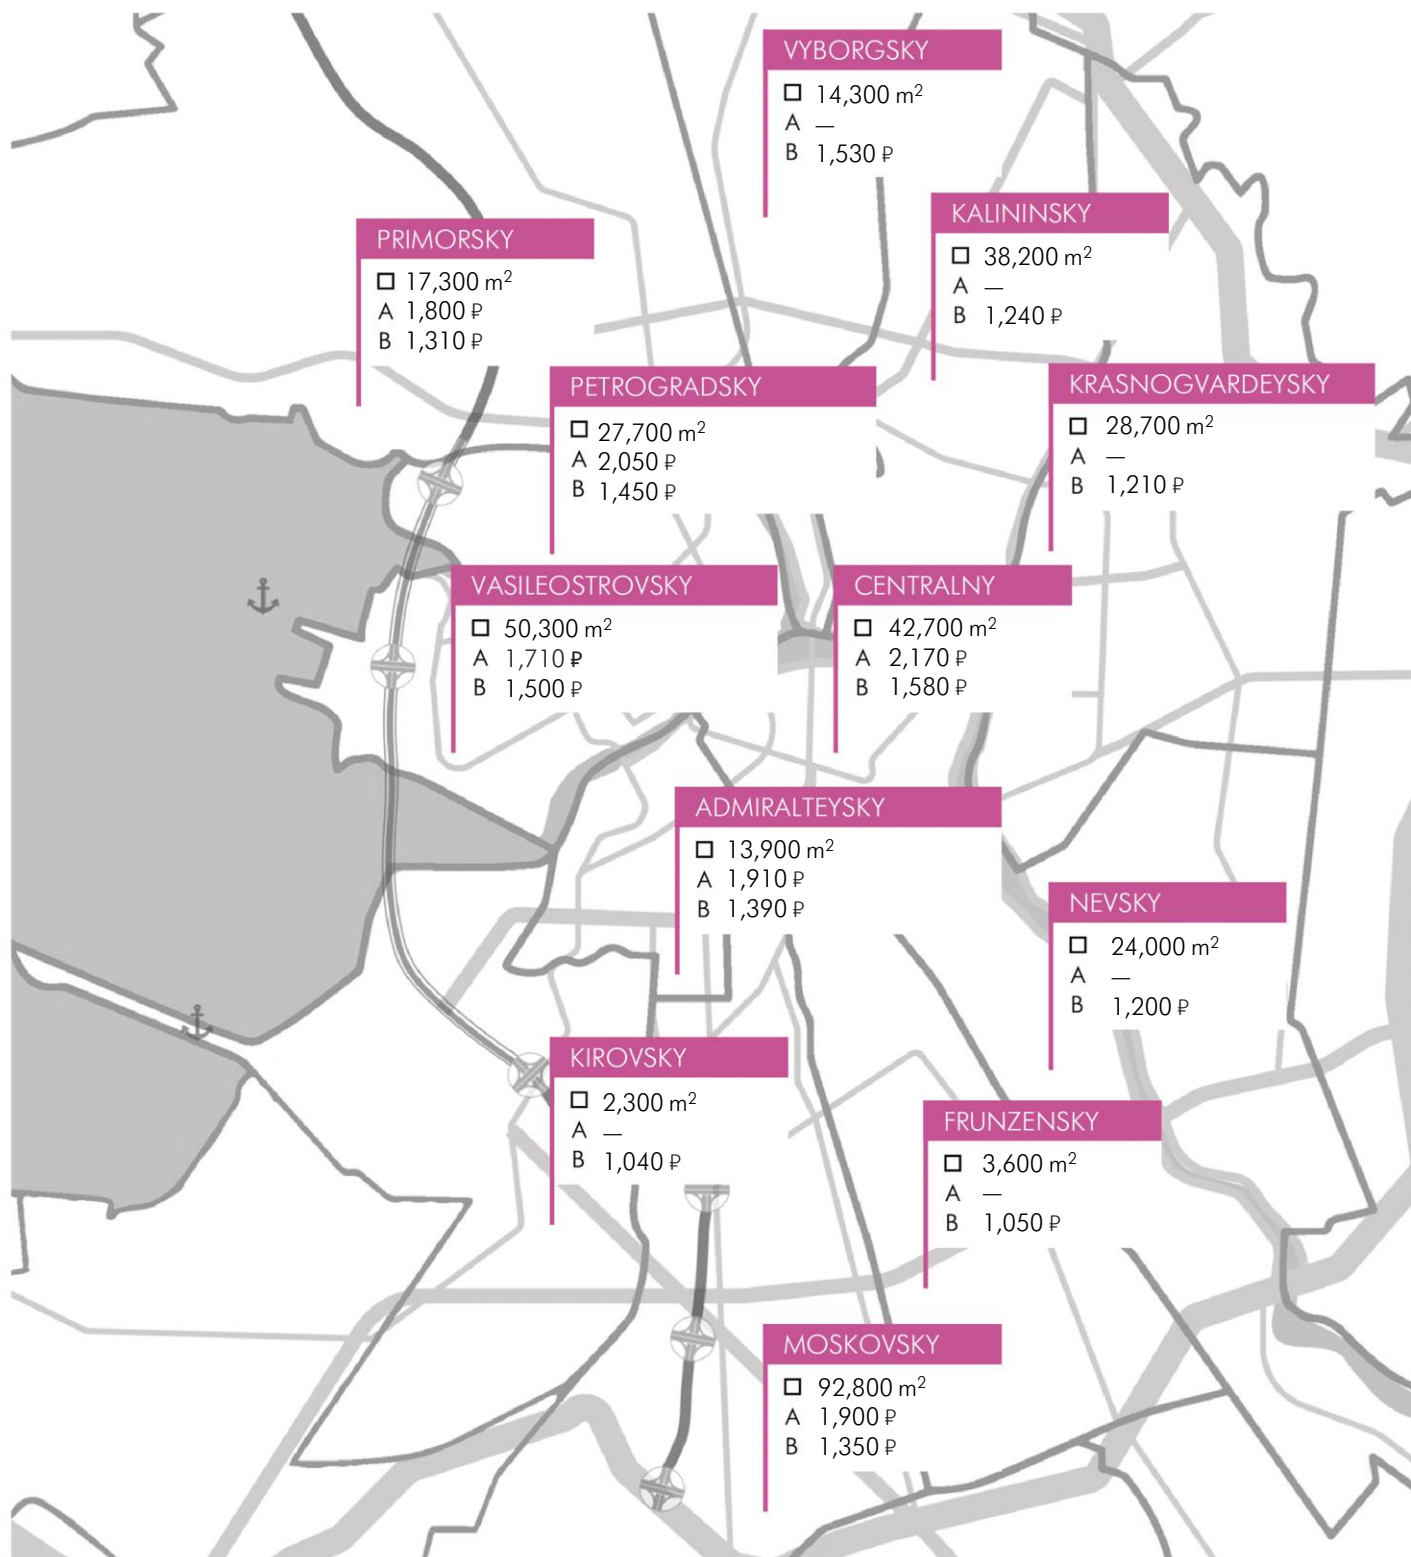 VYBORGSKY
□ 14,300 m²
A —
B 1,530 ₽
KALININSKY
□ 38,200 m²
A —
B 1,240 ₽
PRIMORSKY
□ 17,300 m²
A 1,800 ₽
B 1,310 ₽
PETROGRADSKY
□ 27,700 m²
A 2,050 ₽
B 1,450 ₽
KRASNOGVARDEYSKY
□ 28,700 m²
A —
B 1,210 ₽
VASILEOSTROVSKY
□ 50,300 m²
A 1,710 ₽
B 1,500 ₽
CENTRALNY
□ 42,700 m²
A 2,170 ₽
B 1,580 ₽
ADMIRALTEYSKY
□ 13,900 m²
A 1,910 ₽
B 1,390 ₽
NEVSKY
□ 24,000 m²
A —
B 1,200 ₽
KIROVSKY
□ 2,300 m²
A —
B 1,040 ₽
FRUNZENSKY
□ 3,600 m²
A —
B 1,050 ₽
MOSKOVSKY
□ 92,800 m²
A 1,900 ₽
B 1,350 ₽